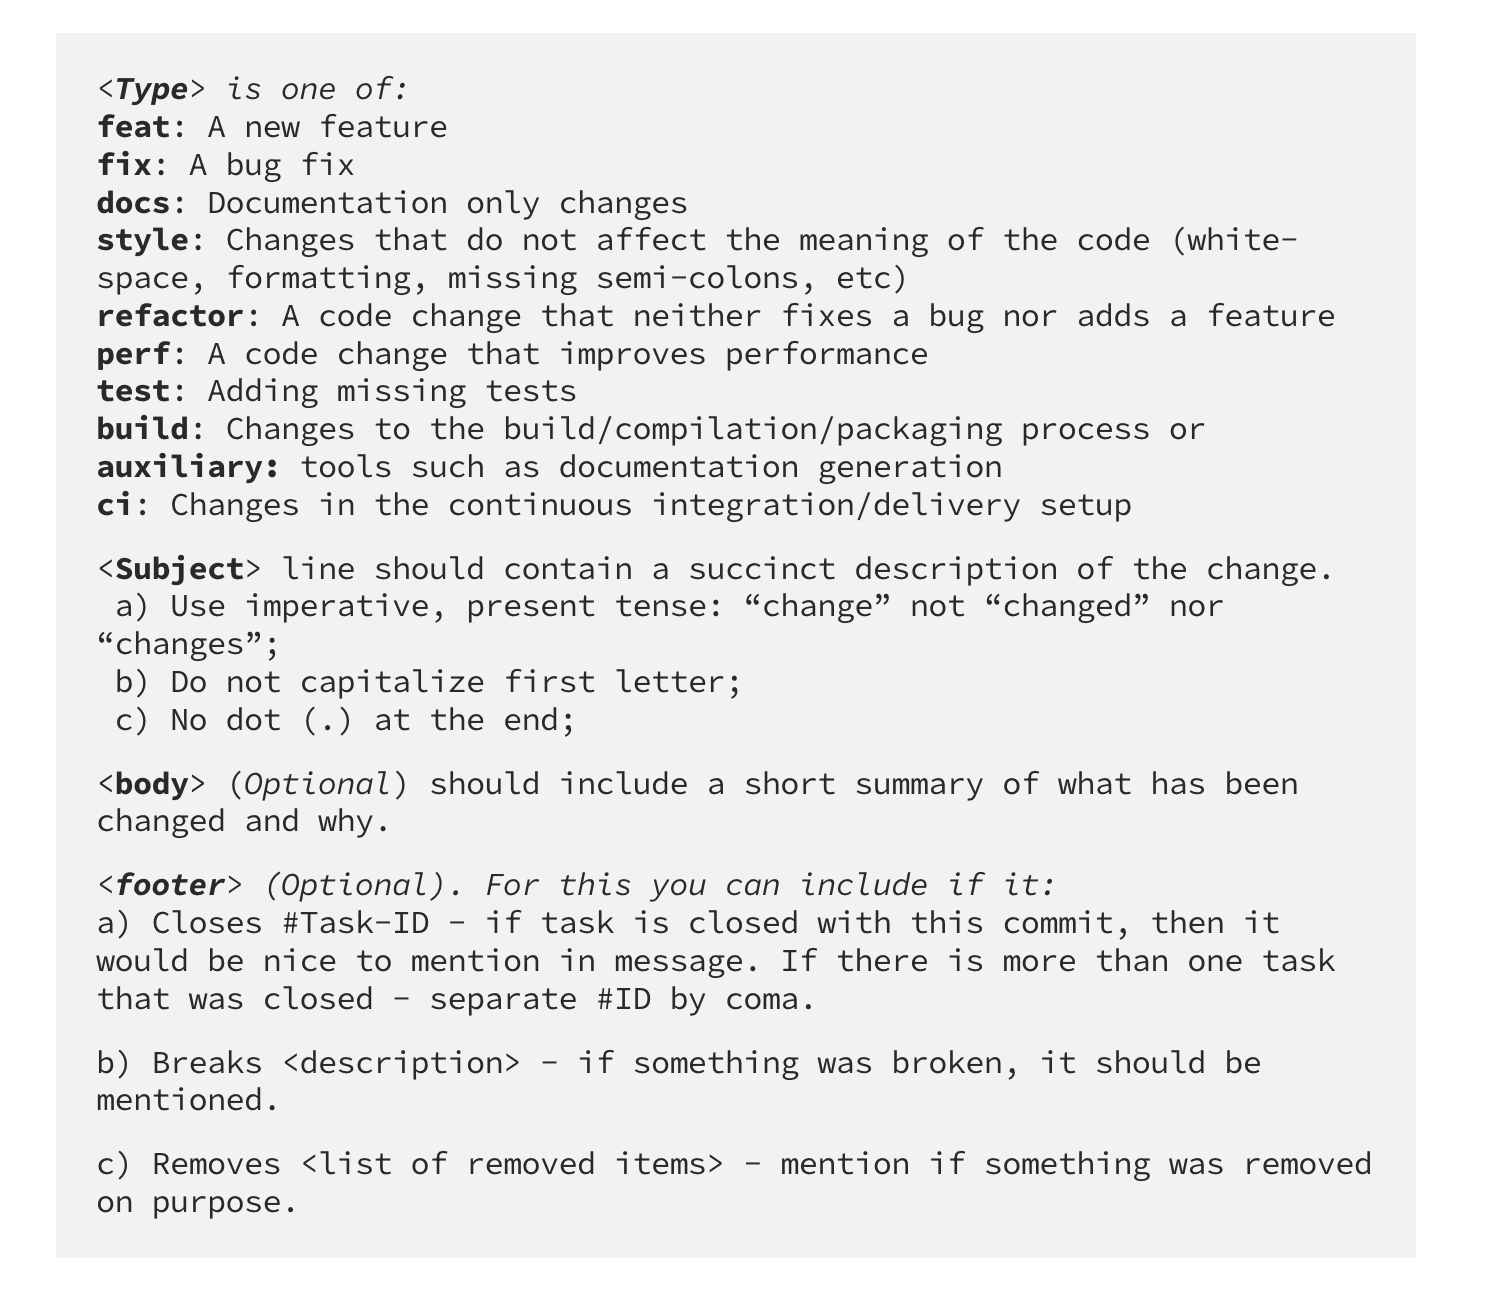 <Type> is one of:
feat: A new feature
fix: A bug fix
docs: Documentation only changes
style: Changes that do not affect the meaning of the code (white-
space, formatting, missing semi-colons, etc)
refactor: A code change that neither fixes a bug nor adds a feature
perf: A code change that improves performance
test: Adding missing tests
build: Changes to the build/compilation/packaging process or
auxiliary: tools such as documentation generation
ci: Changes in the continuous integration/delivery setup
<Subject> line should contain a succinct description of the change.
a) Use imperative, present tense: “change” not “changed” nor
“changes”;
b) Do not capitalize first letter;
c) No dot (.) at the end;
<body> (Optional) should include a short summary of what has been
changed and why.
<footer> (Optional). For this you can include if it:
a) Closes #Task-ID - if task is closed with this commit, then it
would be nice to mention in message. If there is more than one task
that was closed - separate #ID by coma.
b) Breaks <description> - if something was broken, it should be
mentioned.
c) Removes <list of removed items> - mention if something was removed
on purpose.